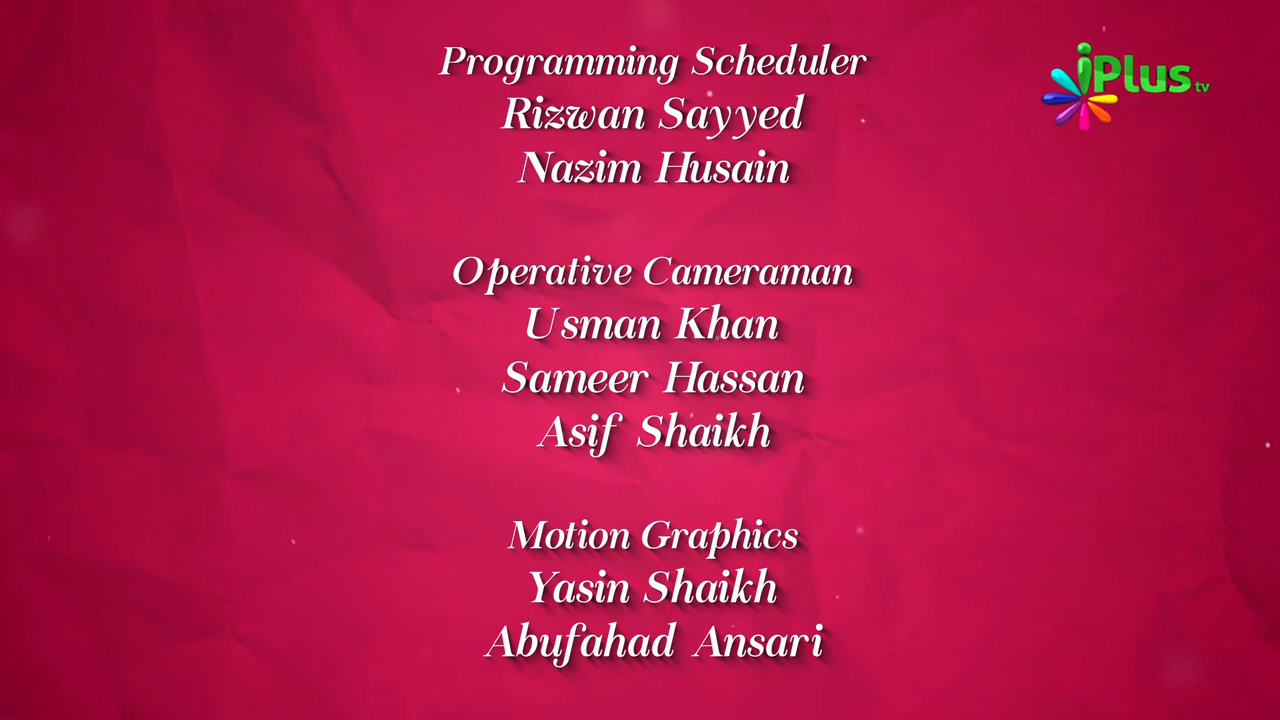 Programming Scheduler
Rizwan Sayyed
Nazim Husain
Operative Cameraman
Usman Khan
Sameer Hassan
Asif Shaikh
Motion Graphics
Yasin Shaikh
Abufahad Ansari
iPlus tv